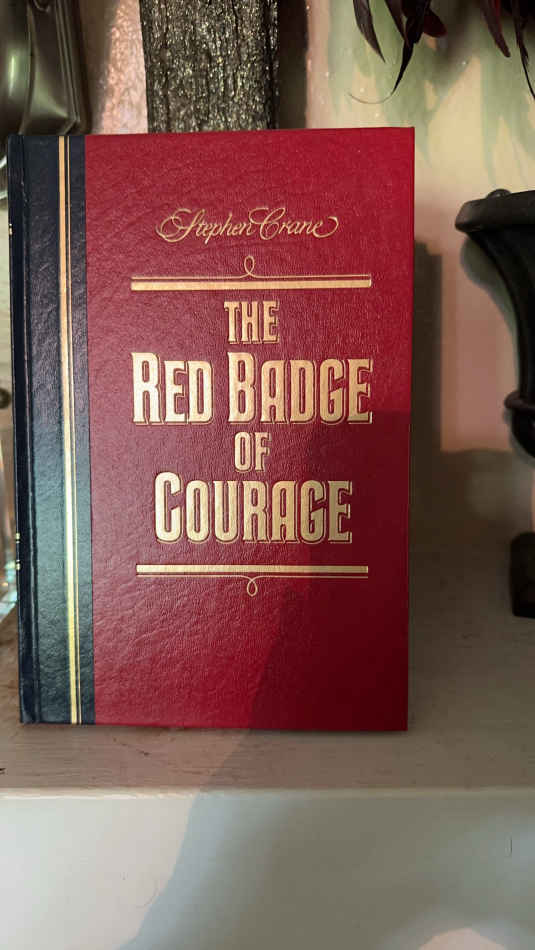 Stephen Crane
THE
RED BADGE
OF
COURAGE